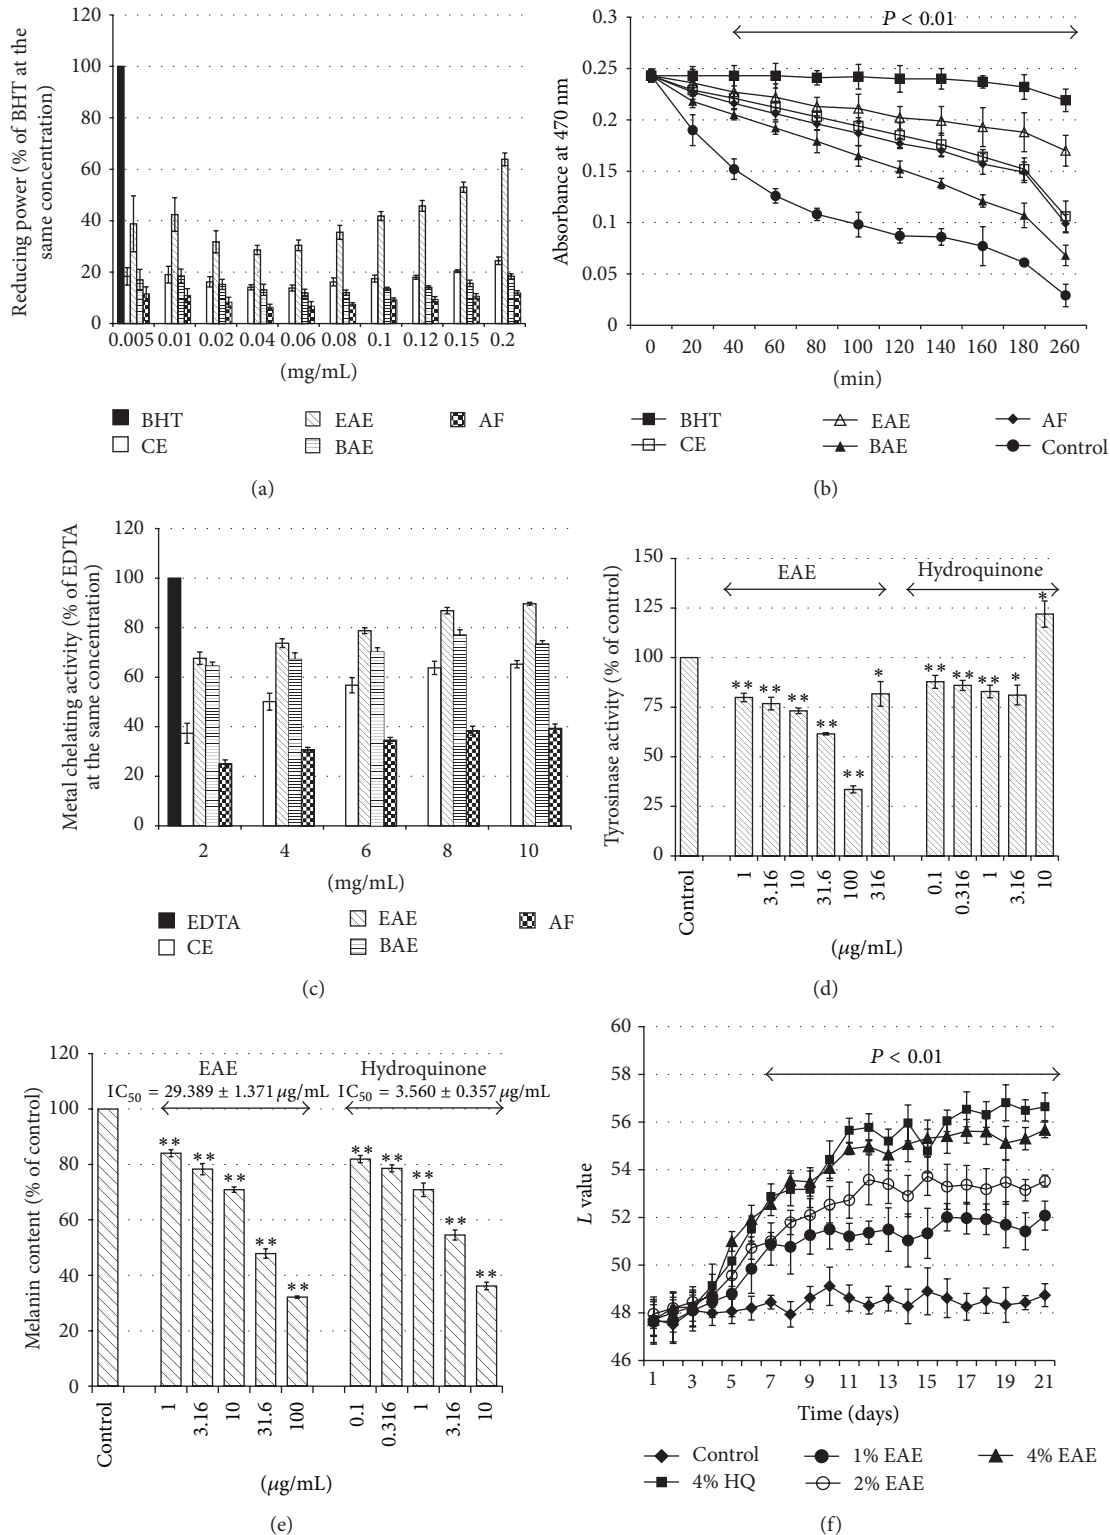 Reducing power (% of BHT at the
same concentration)
120
100
80
60
40
20
0
0.005 0.01 0.02 0.04 0.06 0.08 0.1 0.12 0.15 0.2
(mg/mL)
BHT EAE AF
CE BAE
(a)
Absorbance at 470 nm
0.3
0.25
0.2
0.15
0.1
0.05
0
P < 0.01
0 20 40 60 80 100 120 140 160 180 260
(min)
BHT EAE AF
CE BAE Control
(b)
Metal chelating activity (% of EDTA
at the same concentration)
120
100
80
60
40
20
0
2 4 6 8 10
(mg/mL)
EDTA EAE AF
CE BAE
(c)
Tyrosinase activity (% of control)
150
125
100
75
50
25
0
EAE Hydroquinone
** ** ** ** ** * ** ** ** * *
Control 1 3.16 10 31.6 100 316 0.1 0.316 1 3.16 10
(μg/mL)
(d)
Melanin content (% of control)
120
100
80
60
40
20
0
EAE Hydroquinone
IC50 = 29.389 ± 1.371 μg/mL IC50 = 3.560 ± 0.357 μg/mL
** ** ** ** ** ** ** ** ** **
Control 1 3.16 10 31.6 100 0.1 0.316 1 3.16 10
(μg/mL)
(e)
L value
60
58
56
54
52
50
48
46
P < 0.01
1 3 5 7 9 11 13 15 17 19 21
Time (days)
Control 1% EAE 4% EAE
4% HQ 2% EAE
(f)